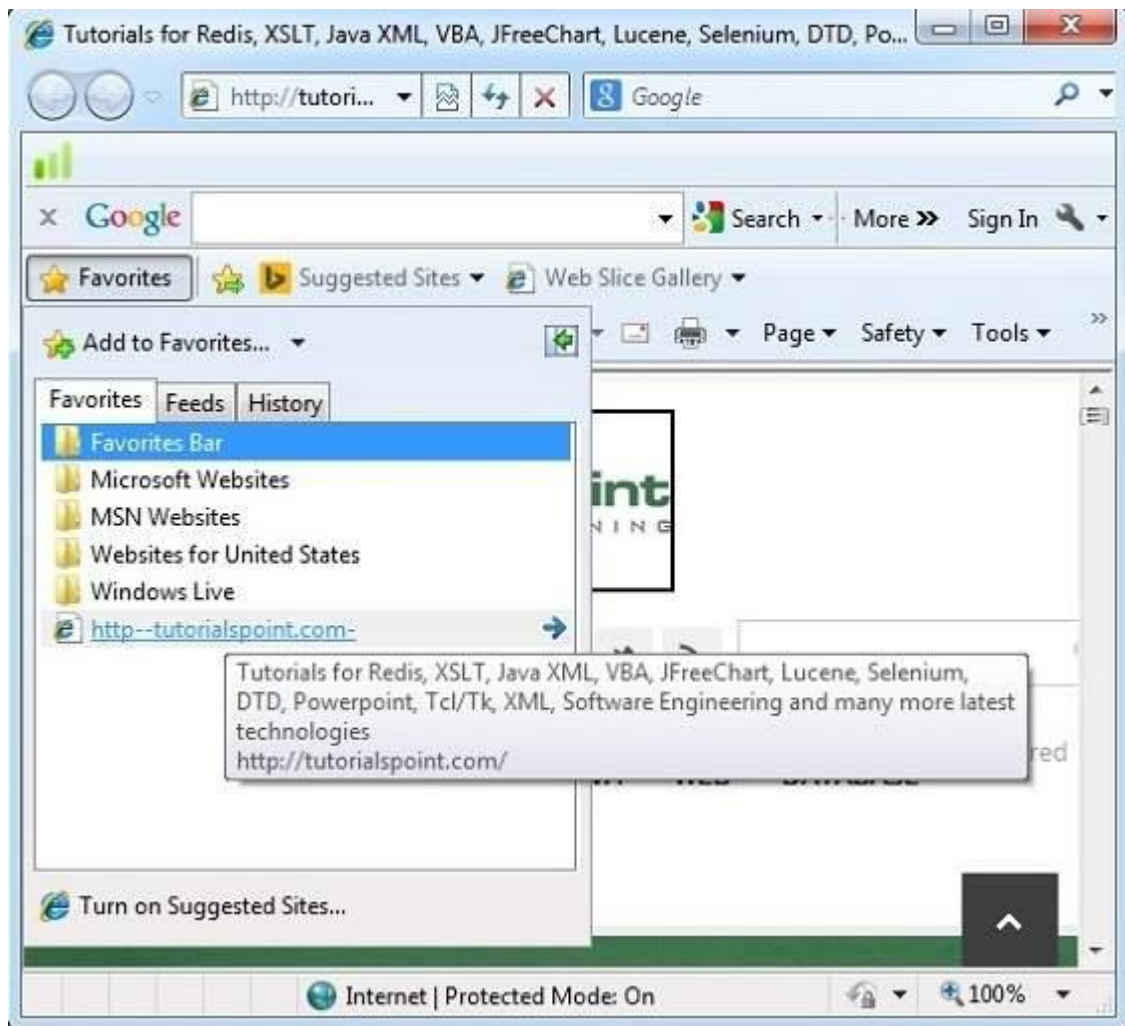 Tutorials for Redis, XSLT, Java XML, VBA, JFreeChart, Lucene, Selenium, DTD, Po...
http://tutori... Google
x Google Search More >> Sign In
Favorites Suggested Sites Web Slice Gallery
Add to Favorites... Page Safety Tools >>
Favorites Feeds History
Favorites Bar
Microsoft Websites
int
MSN Websites
NING
Websites for United States
Windows Live
http--tutorialspoint.com-
Tutorials for Redis, XSLT, Java XML, VBA, JFreeChart, Lucene, Selenium,
DTD, Powerpoint, Tcl/Tk, XML, Software Engineering and many more latest
technologies
http://tutorialspoint.com/
red
Turn on Suggested Sites...
Internet | Protected Mode: On 100%